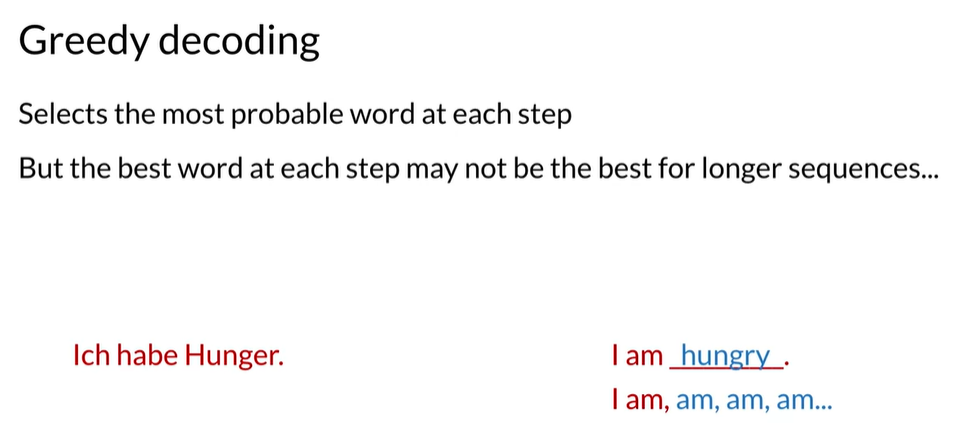 Greedy decoding
Selects the most probable word at each step
But the best word at each step may not be the best for longer sequences...
Ich habe Hunger.
I am _hungry_.
I am, am, am, am...